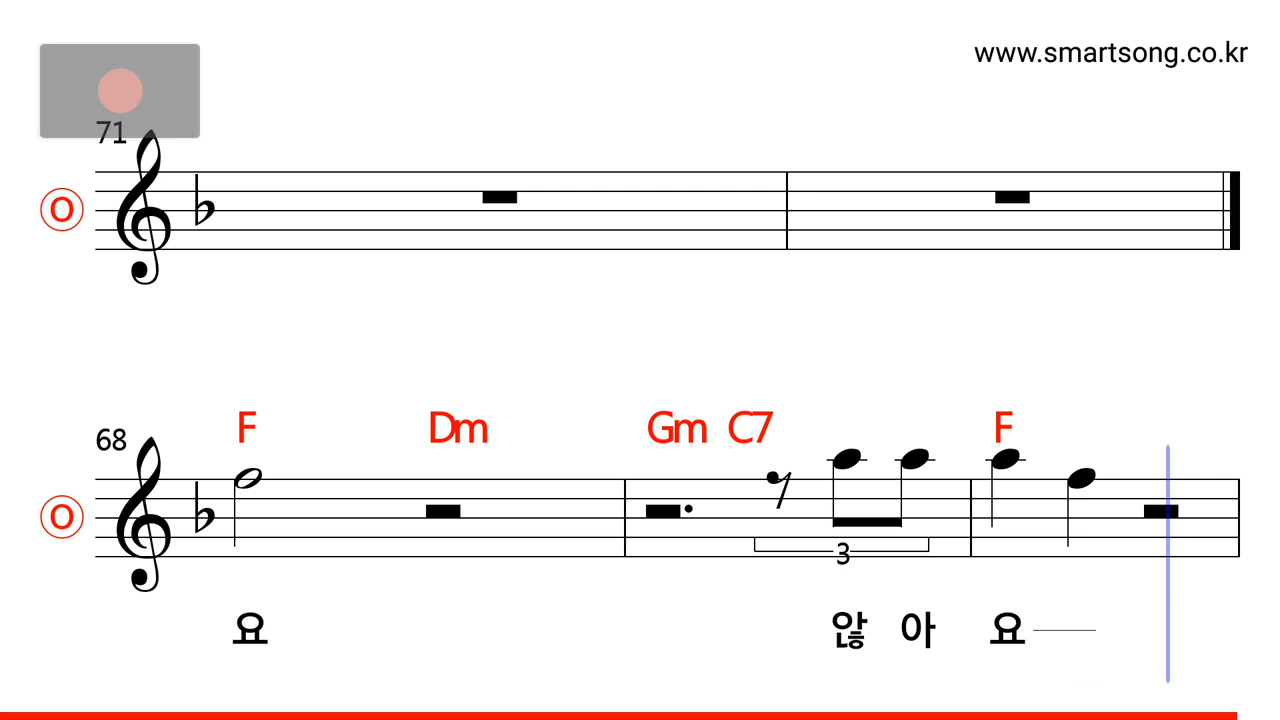 www.smartsong.co.kr
71
O
F Dm Gm C7 F
68
O
3
요 않 아 요